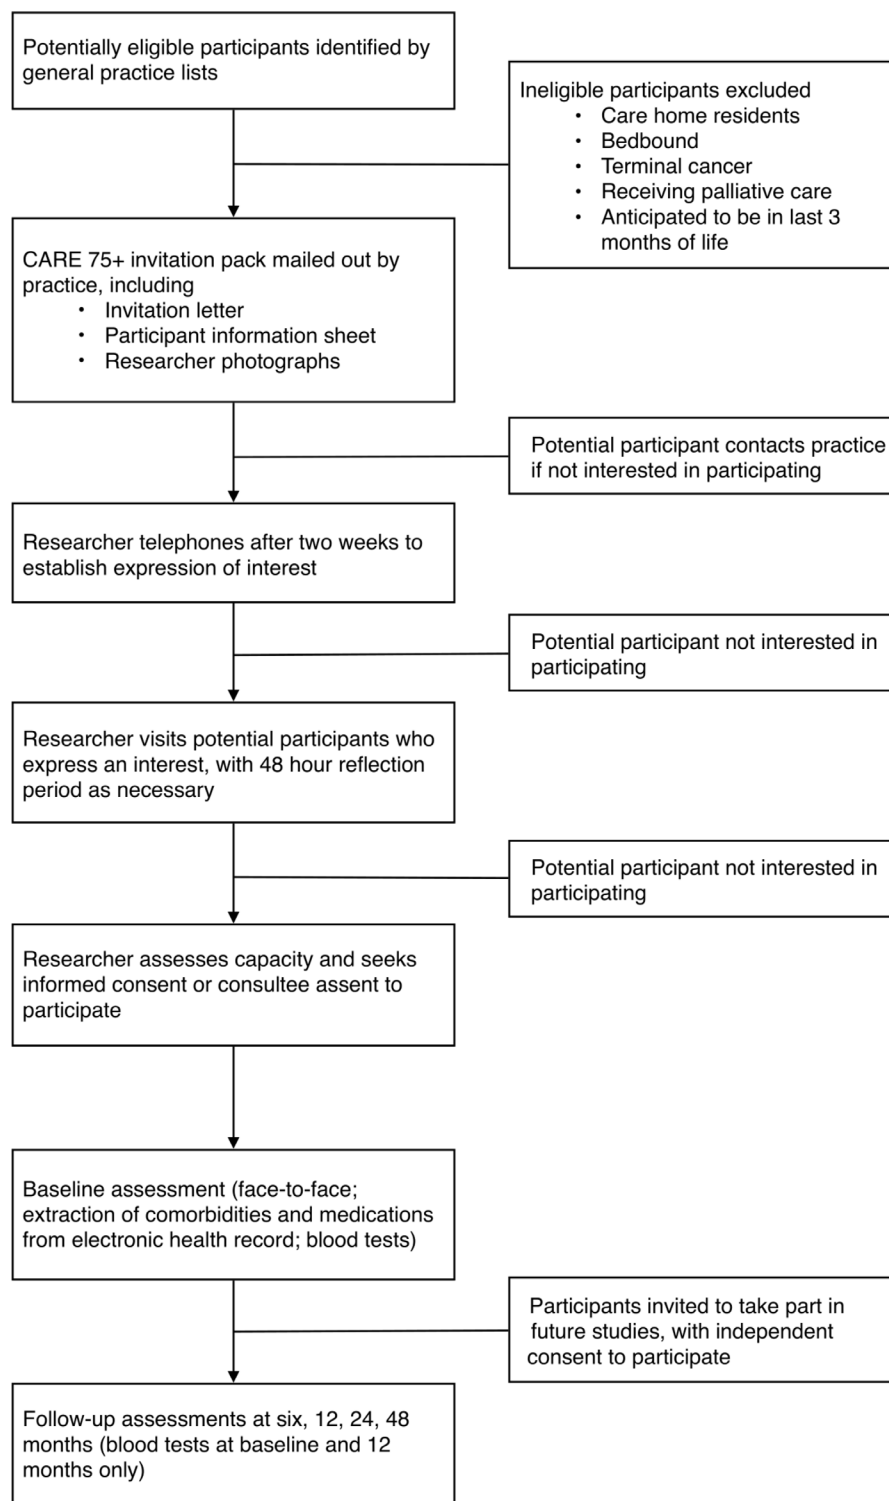 Potentially eligible participants identified by
general practice lists
Ineligible participants excluded
• Care home residents
• Bedbound
• Terminal cancer
• Receiving palliative care
• Anticipated to be in last 3
months of life
CARE 75+ invitation pack mailed out by
practice, including
• Invitation letter
• Participant information sheet
• Researcher photographs
Potential participant contacts practice
if not interested in participating
Researcher telephones after two weeks to
establish expression of interest
Potential participant not interested in
participating
Researcher visits potential participants who
express an interest, with 48 hour reflection
period as necessary
Potential participant not interested in
participating
Researcher assesses capacity and seeks
informed consent or consultee assent to
participate
Baseline assessment (face-to-face;
extraction of comorbidities and medications
from electronic health record; blood tests)
Participants invited to take part in
future studies, with independent
consent to participate
Follow-up assessments at six, 12, 24, 48
months (blood tests at baseline and 12
months only)